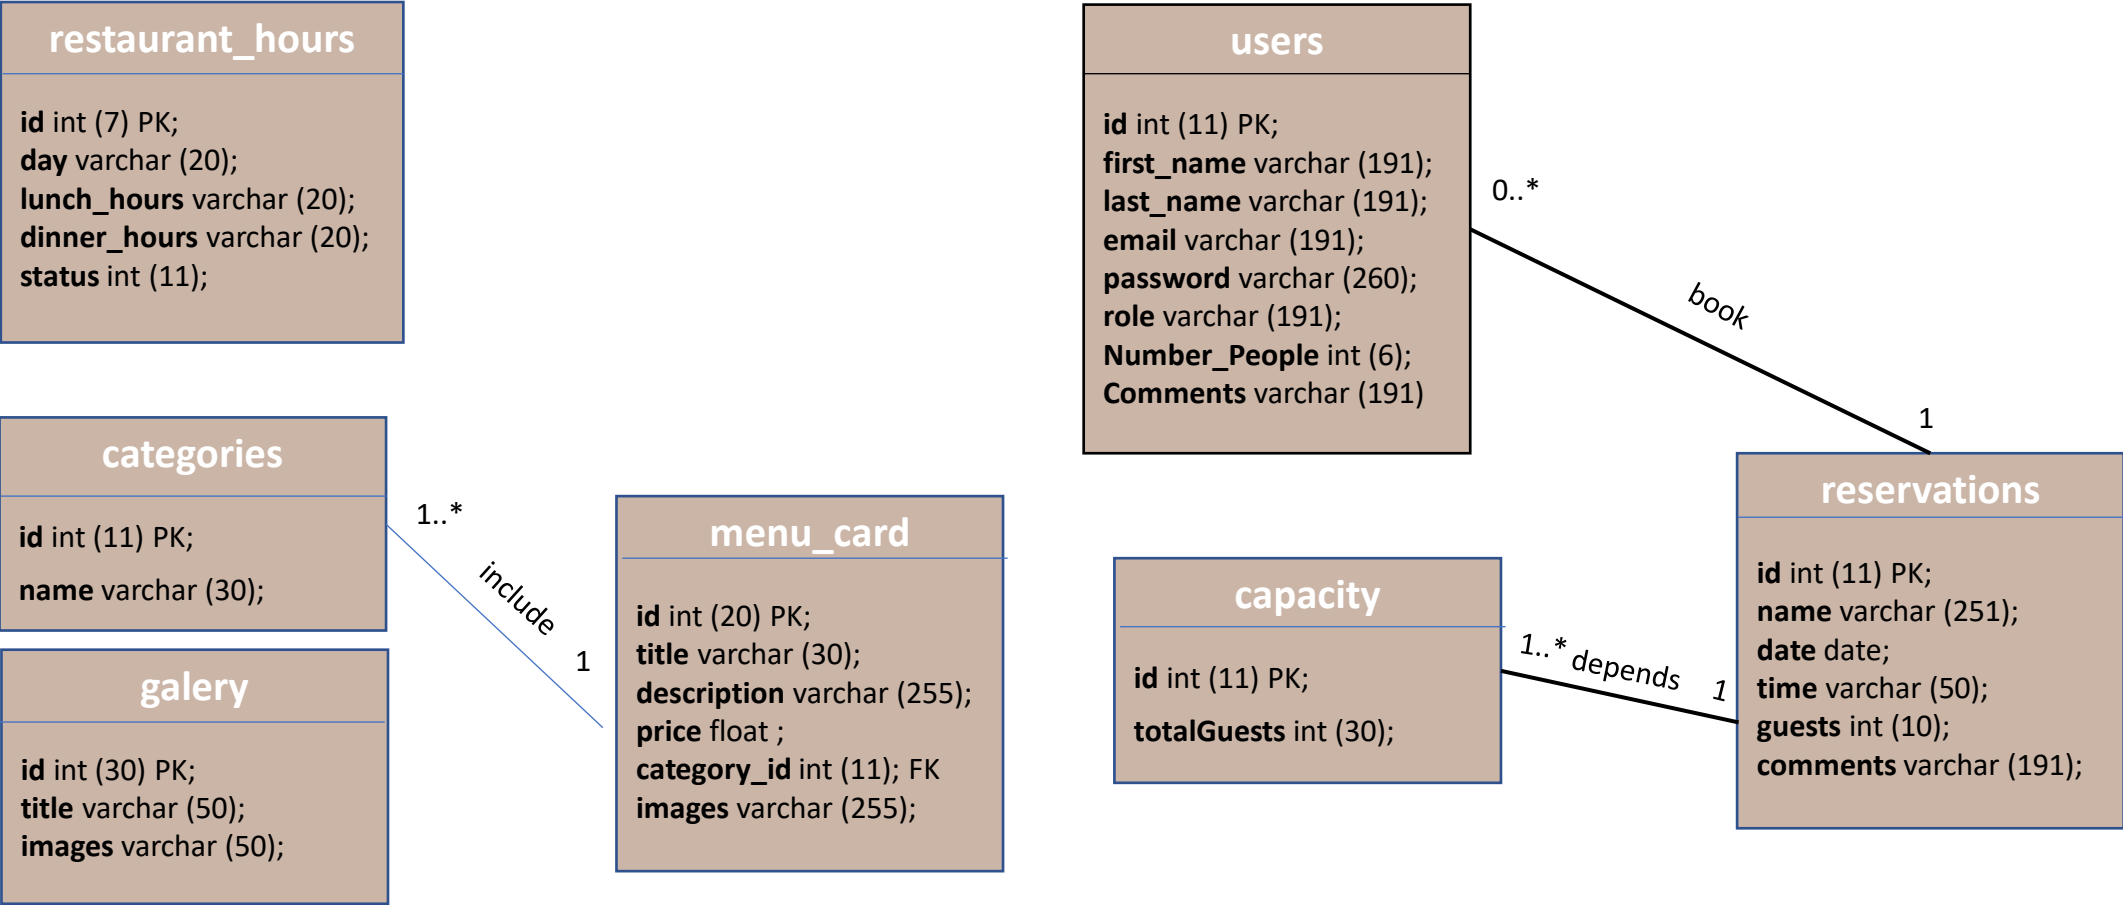 restaurant_hours
id int (7) PK;
day varchar (20);
lunch_hours varchar (20);
dinner_hours varchar (20);
status int (11);
users
id int (11) PK;
first_name varchar (191);
last_name varchar (191);
email varchar (191);
password varchar (260);
role varchar (191);
Number_People int (6);
Comments varchar (191)
0..*
book
1
categories
id int (11) PK;
name varchar (30);
1..*
include
1
menu_card
id int (20) PK;
title varchar (30);
description varchar (255);
price float ;
category_id int (11); FK
images varchar (255);
galery
id int (30) PK;
title varchar (50);
images varchar (50);
capacity
id int (11) PK;
totalGuests int (30);
1..* depends 1
reservations
id int (11) PK;
name varchar (251);
date date;
time varchar (50);
guests int (10);
comments varchar (191);